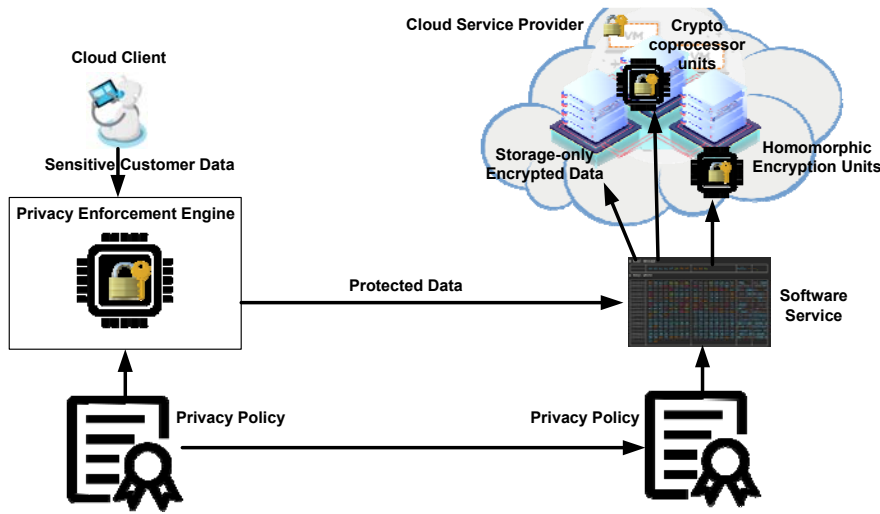 Cloud Service Provider
Crypto
coprocessor
units
VM
Cloud Client
Storage-only
Encrypted Data
Homomorphic
Encryption Units
Sensitive Customer Data
Privacy Enforcement Engine
Protected Data
Software
Service
Privacy Policy
Privacy Policy